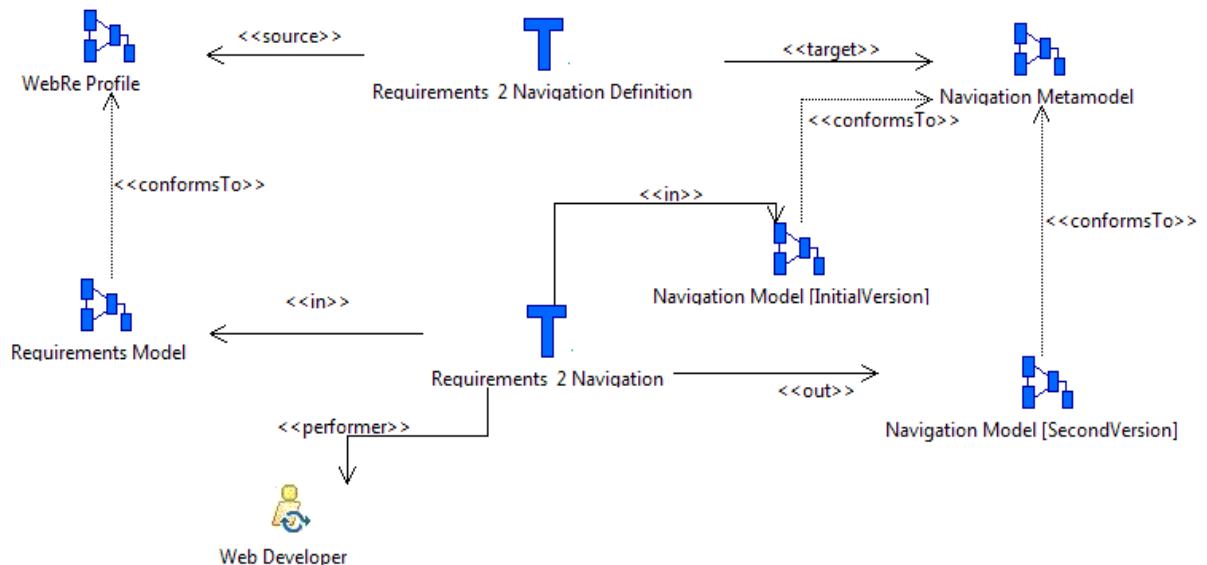 <<source>>
<<target>>
WebRe Profile
Requirements 2 Navigation Definition
Navigation Metamodel
<<conformsTo>>
<<conformsTo>>
<<in>>
<<conformsTo>>
Navigation Model [InitialVersion]
<<in>>
Requirements Model
Requirements 2 Navigation
<<out>>
<<performer>>
Navigation Model [SecondVersion]
Web Developer